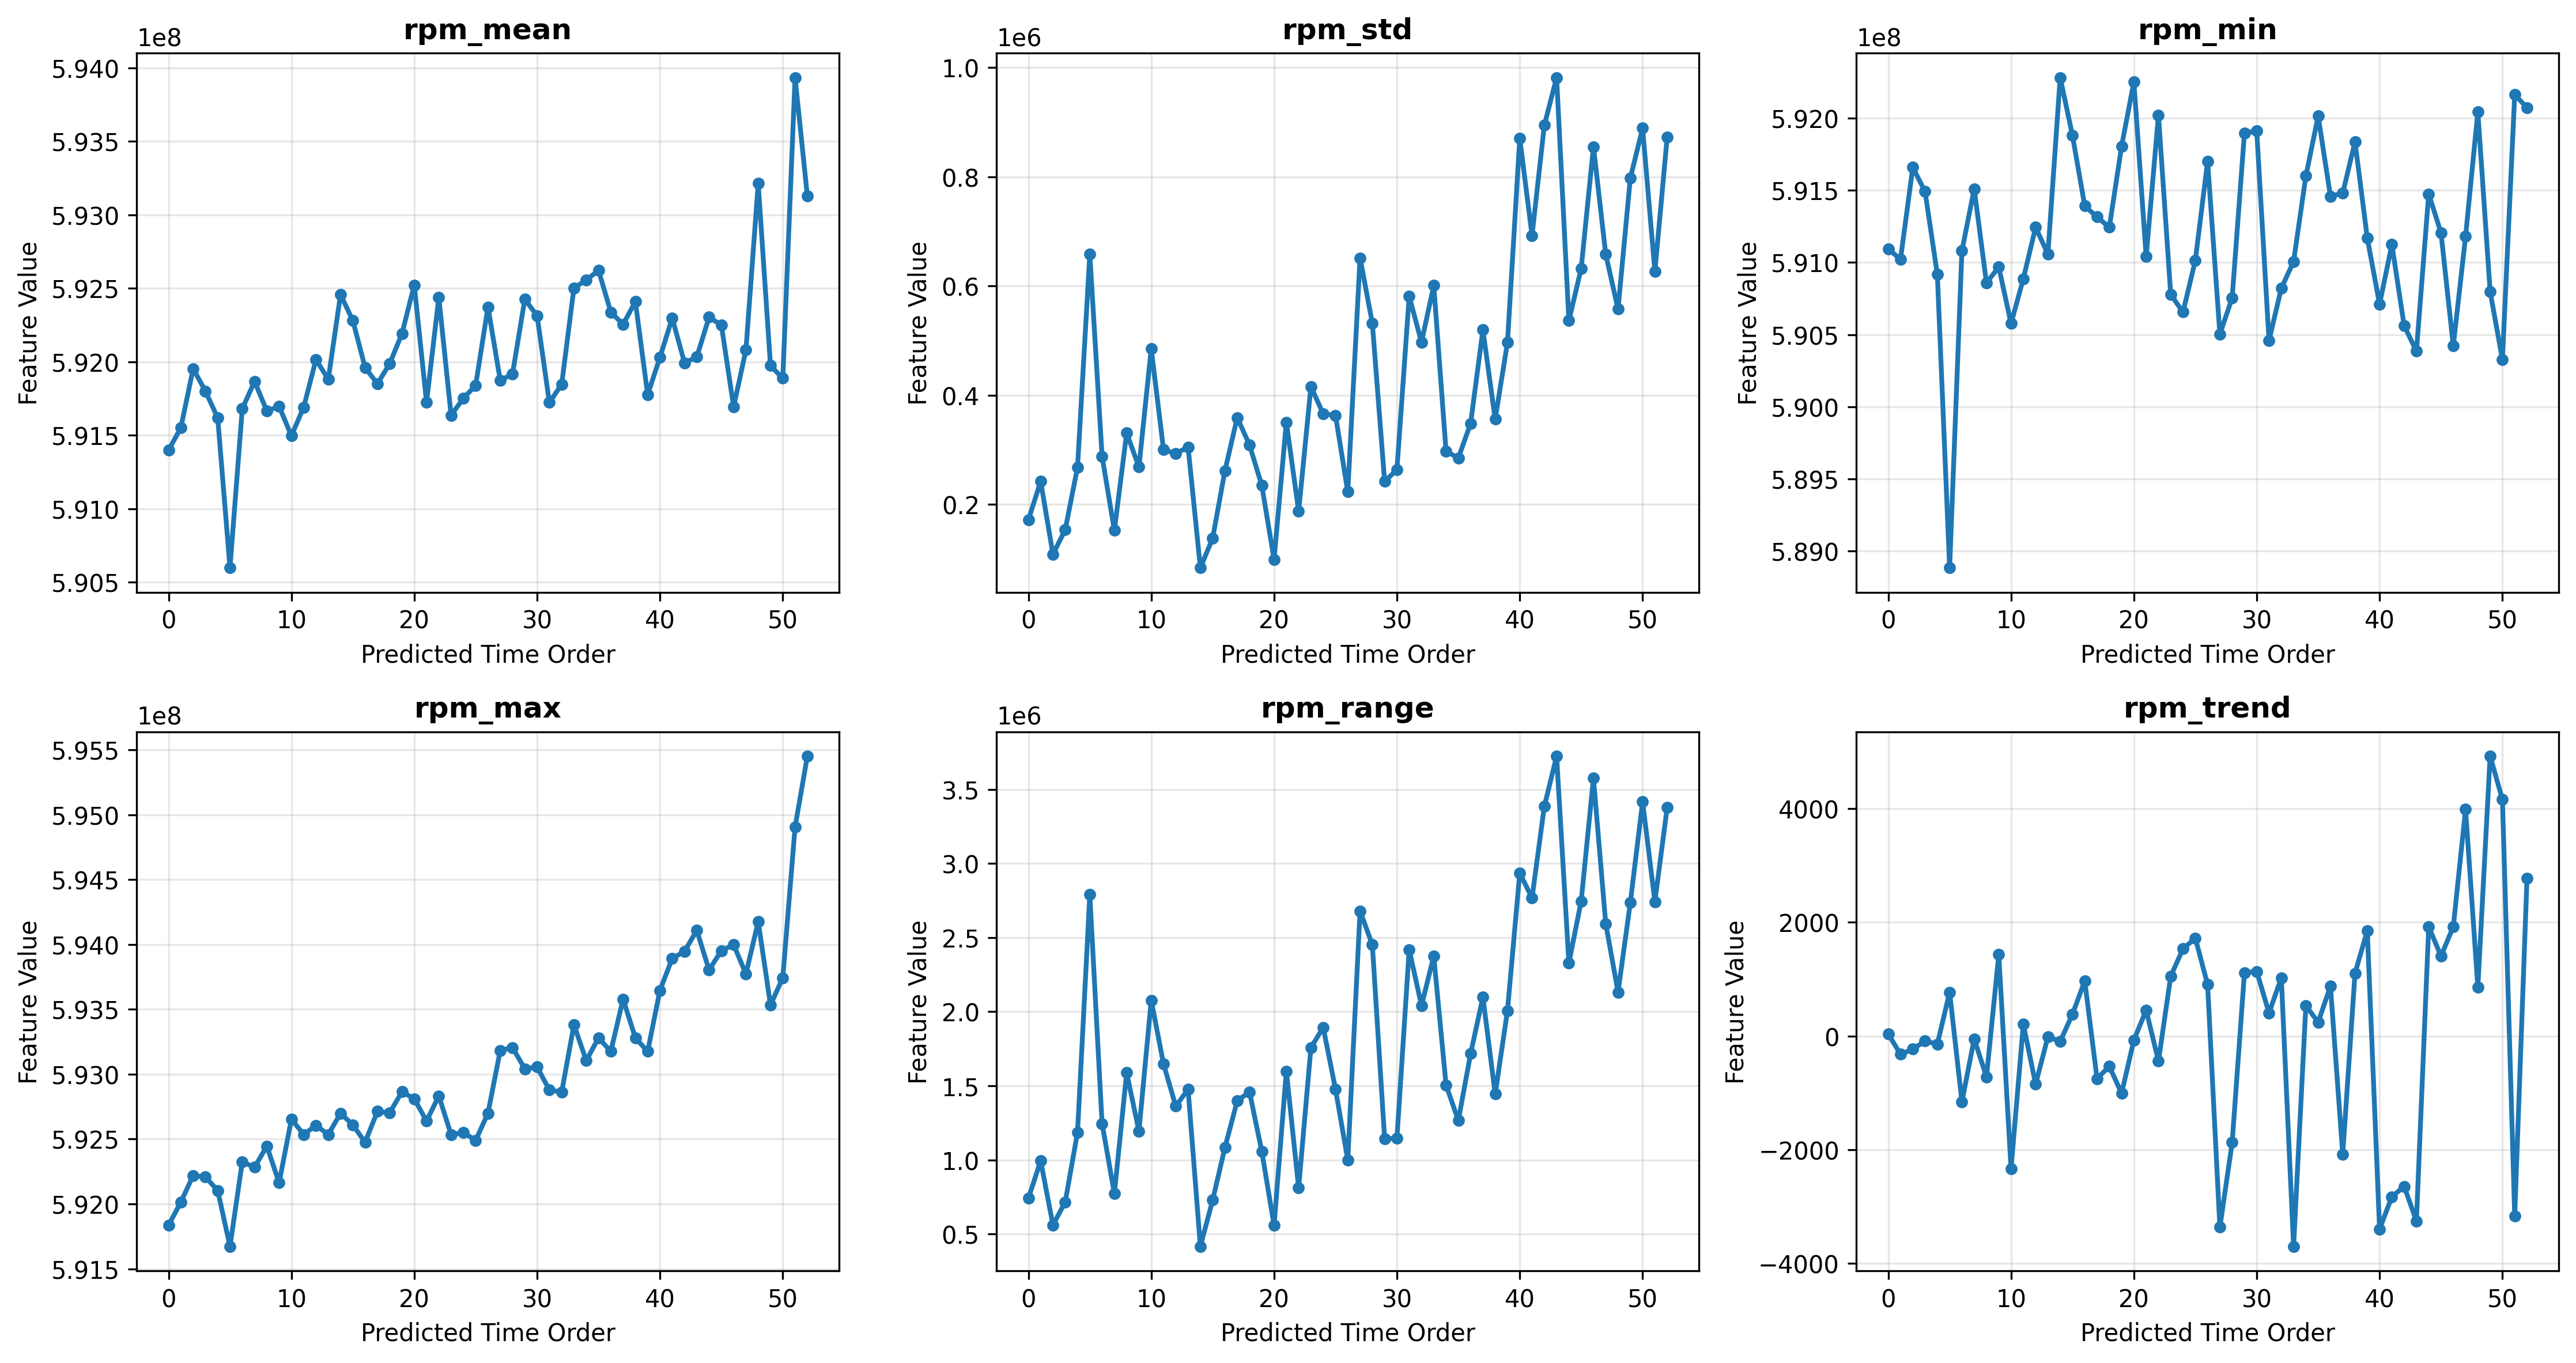 rpm_mean
1e8
5.940
5.935
5.930
5.925
5.920
5.915
5.910
5.905
Feature Value
0 10 20 30 40 50
Predicted Time Order
rpm_std
1e6
1.0
0.8
0.6
0.4
0.2
Feature Value
0 10 20 30 40 50
Predicted Time Order
rpm_min
1e8
5.920
5.915
5.910
5.905
5.900
5.895
5.890
Feature Value
0 10 20 30 40 50
Predicted Time Order
rpm_max
1e8
5.955
5.950
5.945
5.940
5.935
5.930
5.925
5.920
5.915
Feature Value
0 10 20 30 40 50
Predicted Time Order
rpm_range
1e6
3.5
3.0
2.5
2.0
1.5
1.0
0.5
Feature Value
0 10 20 30 40 50
Predicted Time Order
rpm_trend
4000
2000
0
−2000
−4000
Feature Value
0 10 20 30 40 50
Predicted Time Order